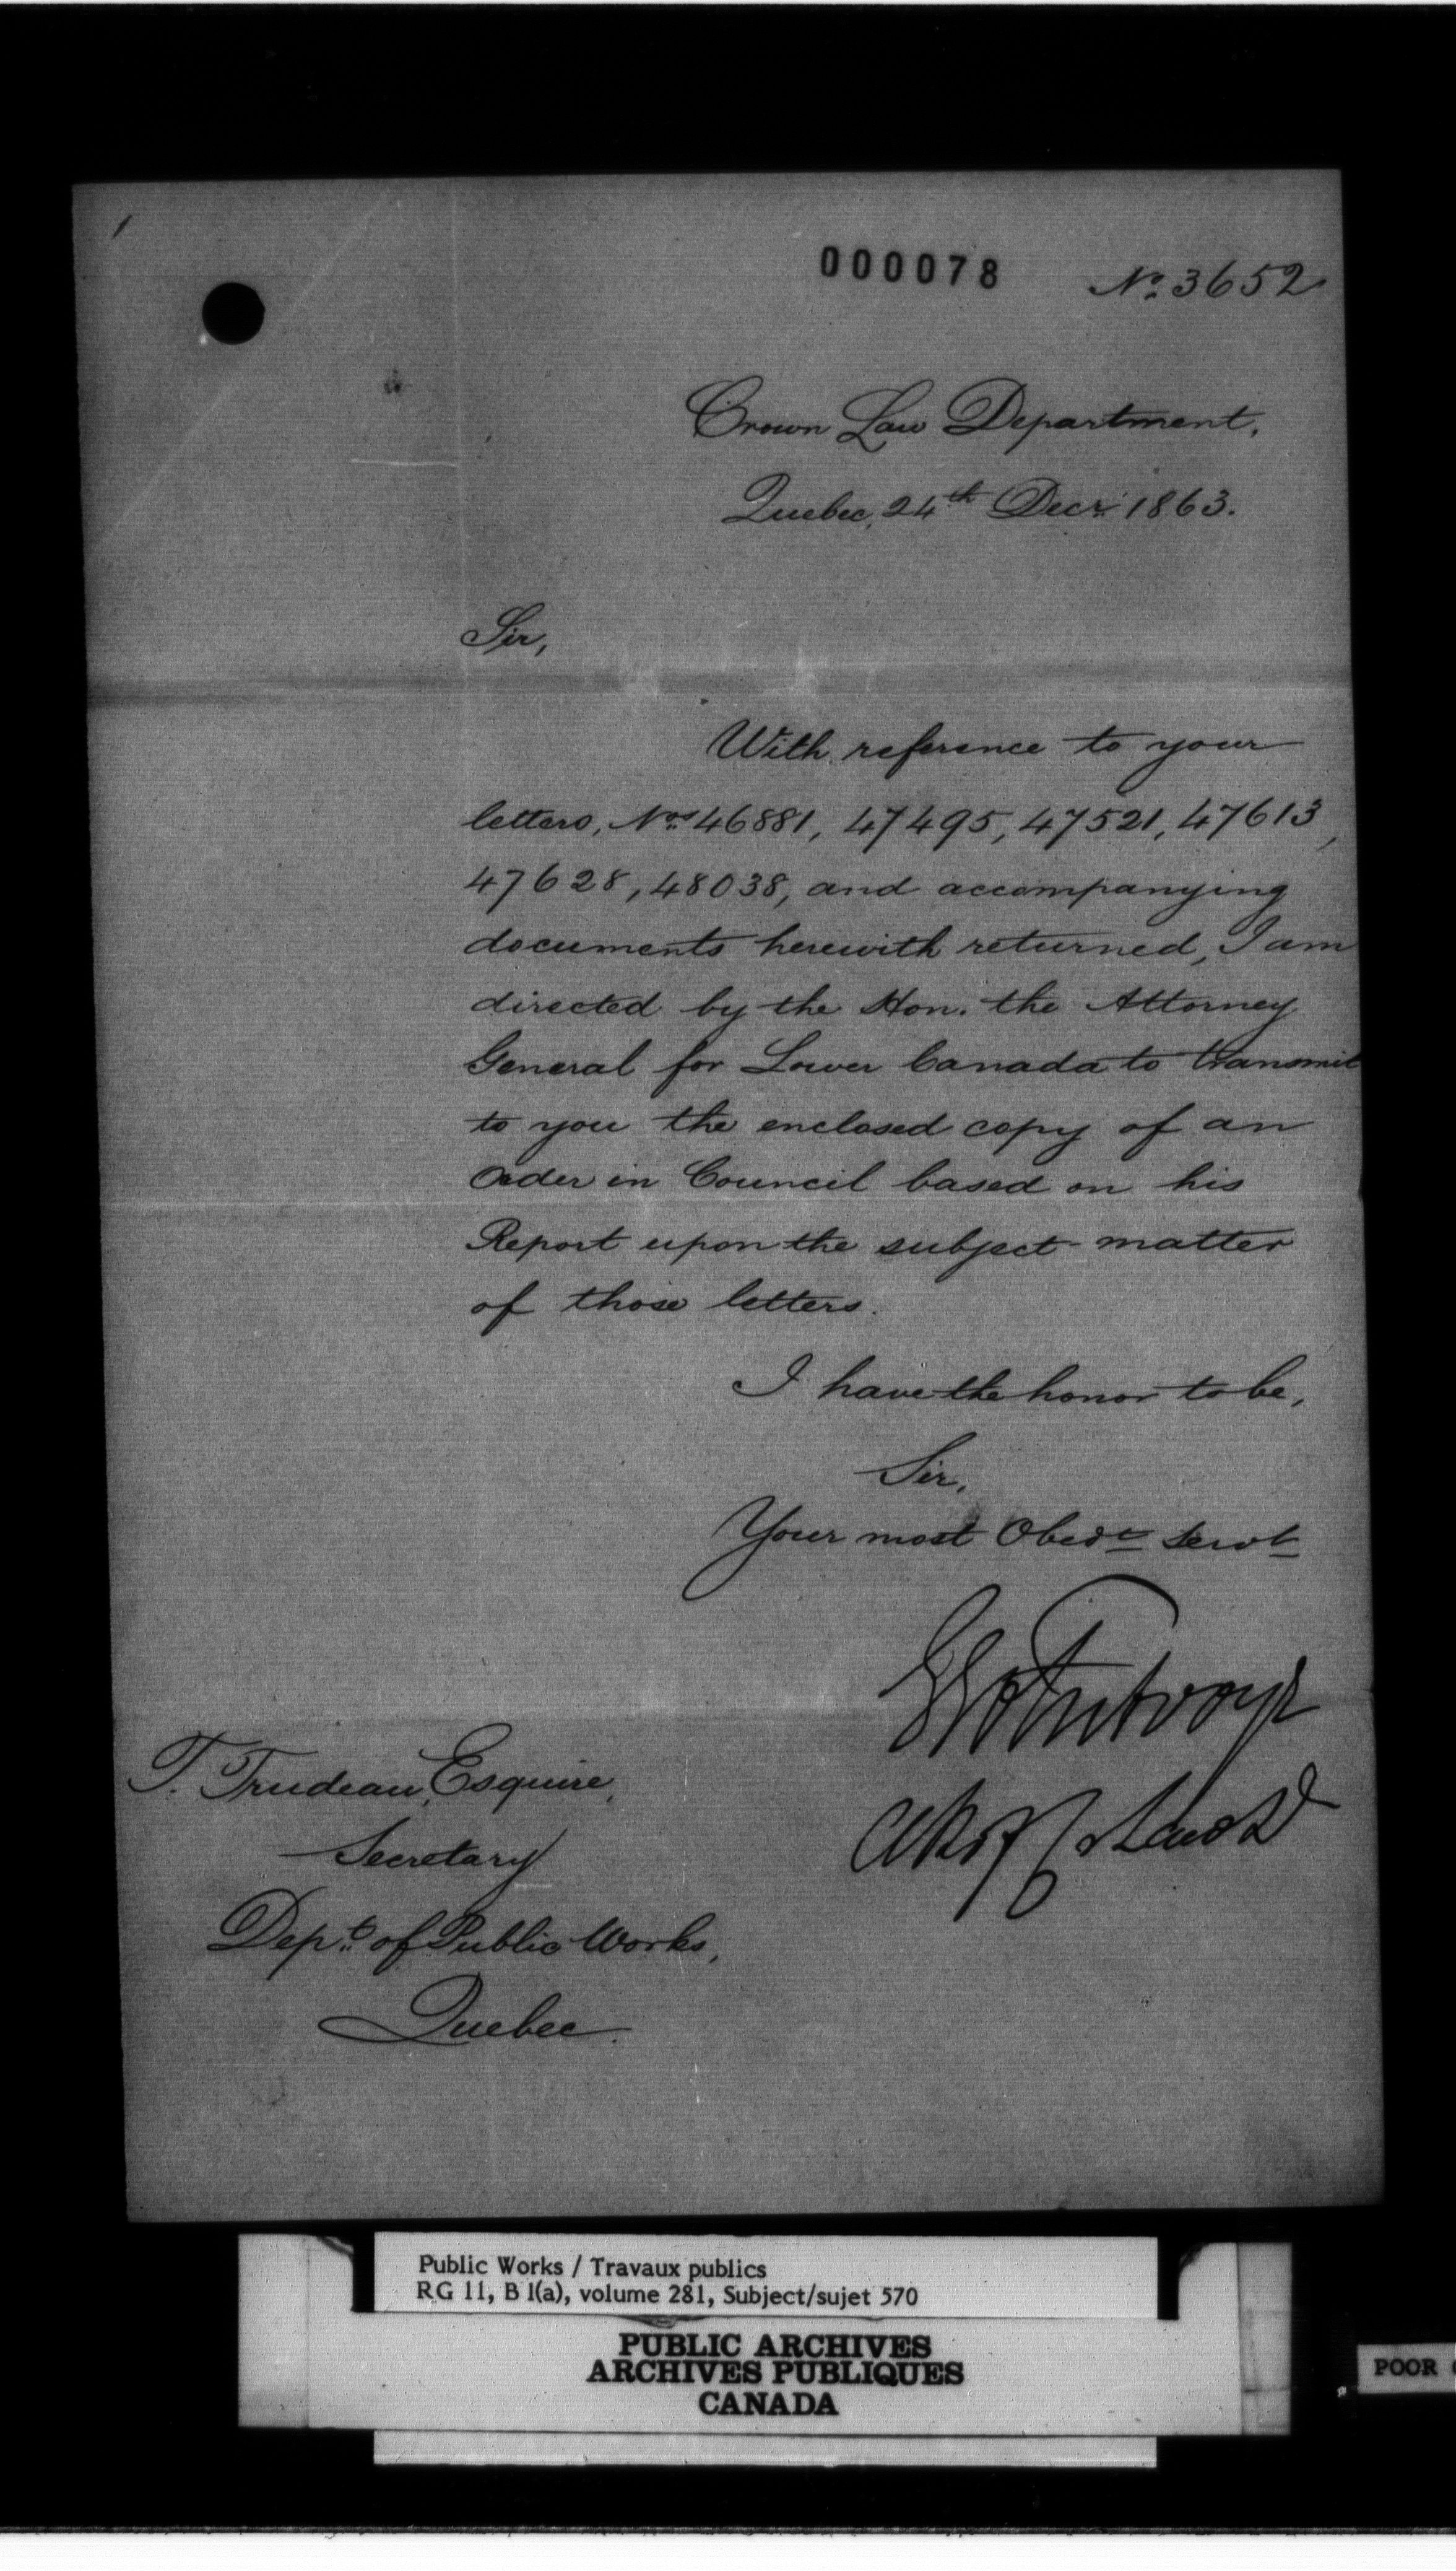 000078
No. 3652
Crown Law Department,
Quebec, 24th Decr. 1863.
Sir,
With reference to your
letters, Nos. 46881, 47495, 47521, 47613,
47628, 48038, and accompanying
documents herewith returned, I am
directed by the Hon. the Attorney
General for Lower Canada to transmit
to you the enclosed copy of an
Order in Council based on his
Report upon the subject-matter
of those letters.
I have the honor to be,
Sir,
Your most Obedt Servt
T. Trudeau, Esquire,
Secretary
Dept. of Public Works,
Quebec.
Public Works / Travaux publics
RG 11, B 1(a), volume 281, Subject/sujet 570
PUBLIC ARCHIVES
ARCHIVES PUBLIQUES
CANADA
POOR